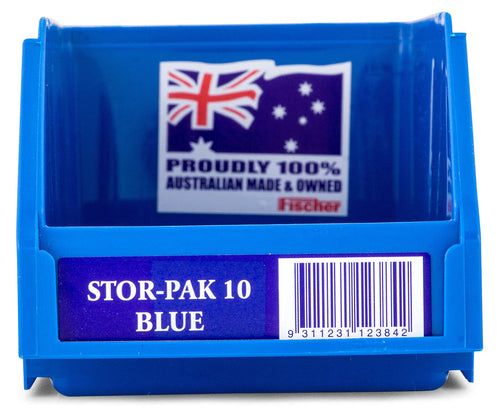 PROUDLY 100%
AUSTRALIAN MADE & OWNED
Fischer
STOR-PAK 10
BLUE
9 311231 123842